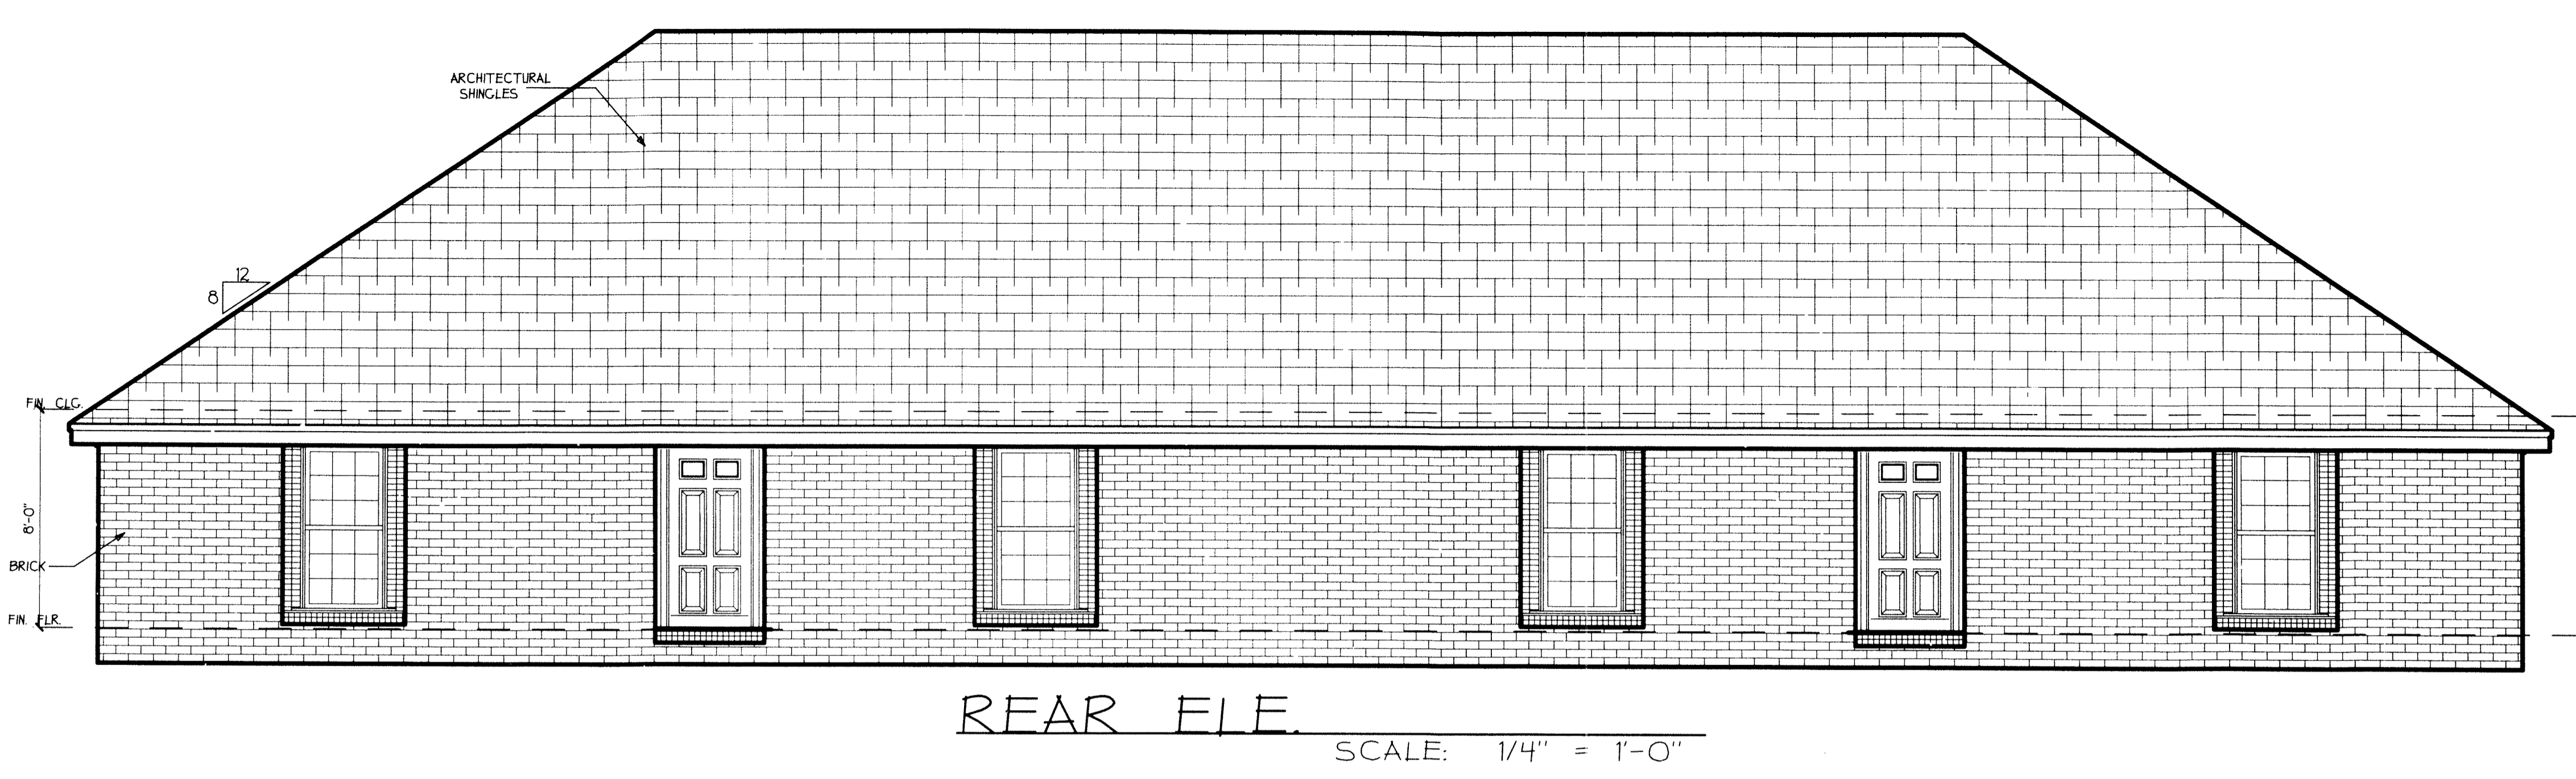 ARCHITECTURAL
SHINGLES
12
8
FIN. CLG.
8'-0"
BRICK
FIN. FLR.
REAR ELE.
SCALE: 1/4" = 1'-0"